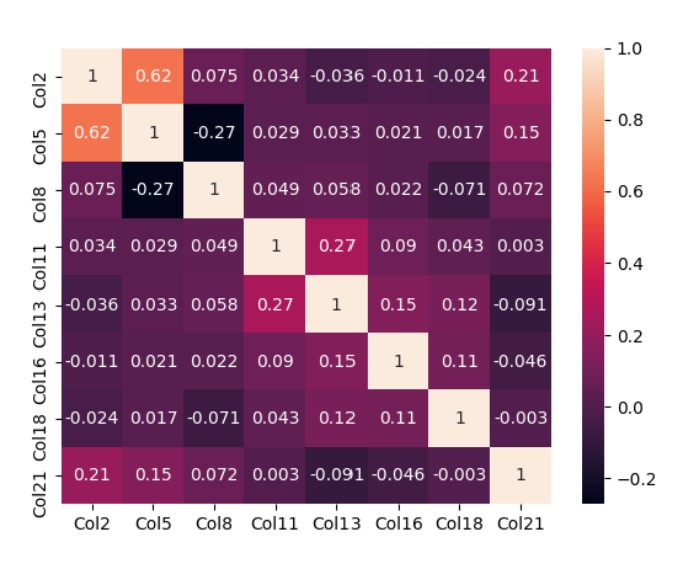 Col2 1 0.62 0.075 0.034 -0.036 -0.011 -0.024 0.21
Col5 0.62 1 -0.27 0.029 0.033 0.021 0.017 0.15
Col8 0.075 -0.27 1 0.049 0.058 0.022 -0.071 0.072
Col11 0.034 0.029 0.049 1 0.27 0.09 0.043 0.003
Col13 -0.036 0.033 0.058 0.27 1 0.15 0.12 -0.091
Col16 -0.011 0.021 0.022 0.09 0.15 1 0.11 -0.046
Col18 -0.024 0.017 -0.071 0.043 0.12 0.11 1 -0.003
Col21 0.21 0.15 0.072 0.003 -0.091 -0.046 -0.003 1
Col2 Col5 Col8 Col11 Col13 Col16 Col18 Col21
1.0
0.8
0.6
0.4
0.2
0.0
−0.2